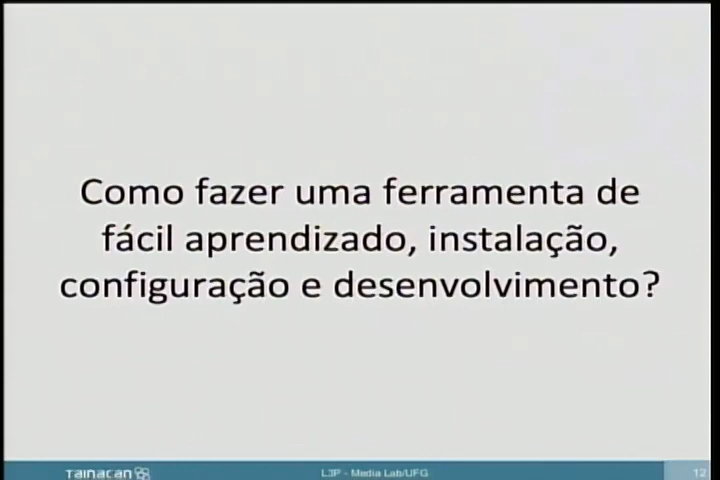 Como fazer uma ferramenta de
fácil aprendizado, instalação,
configuração e desenvolvimento?
Tainacan
L3P - Media Lab/UFG
12